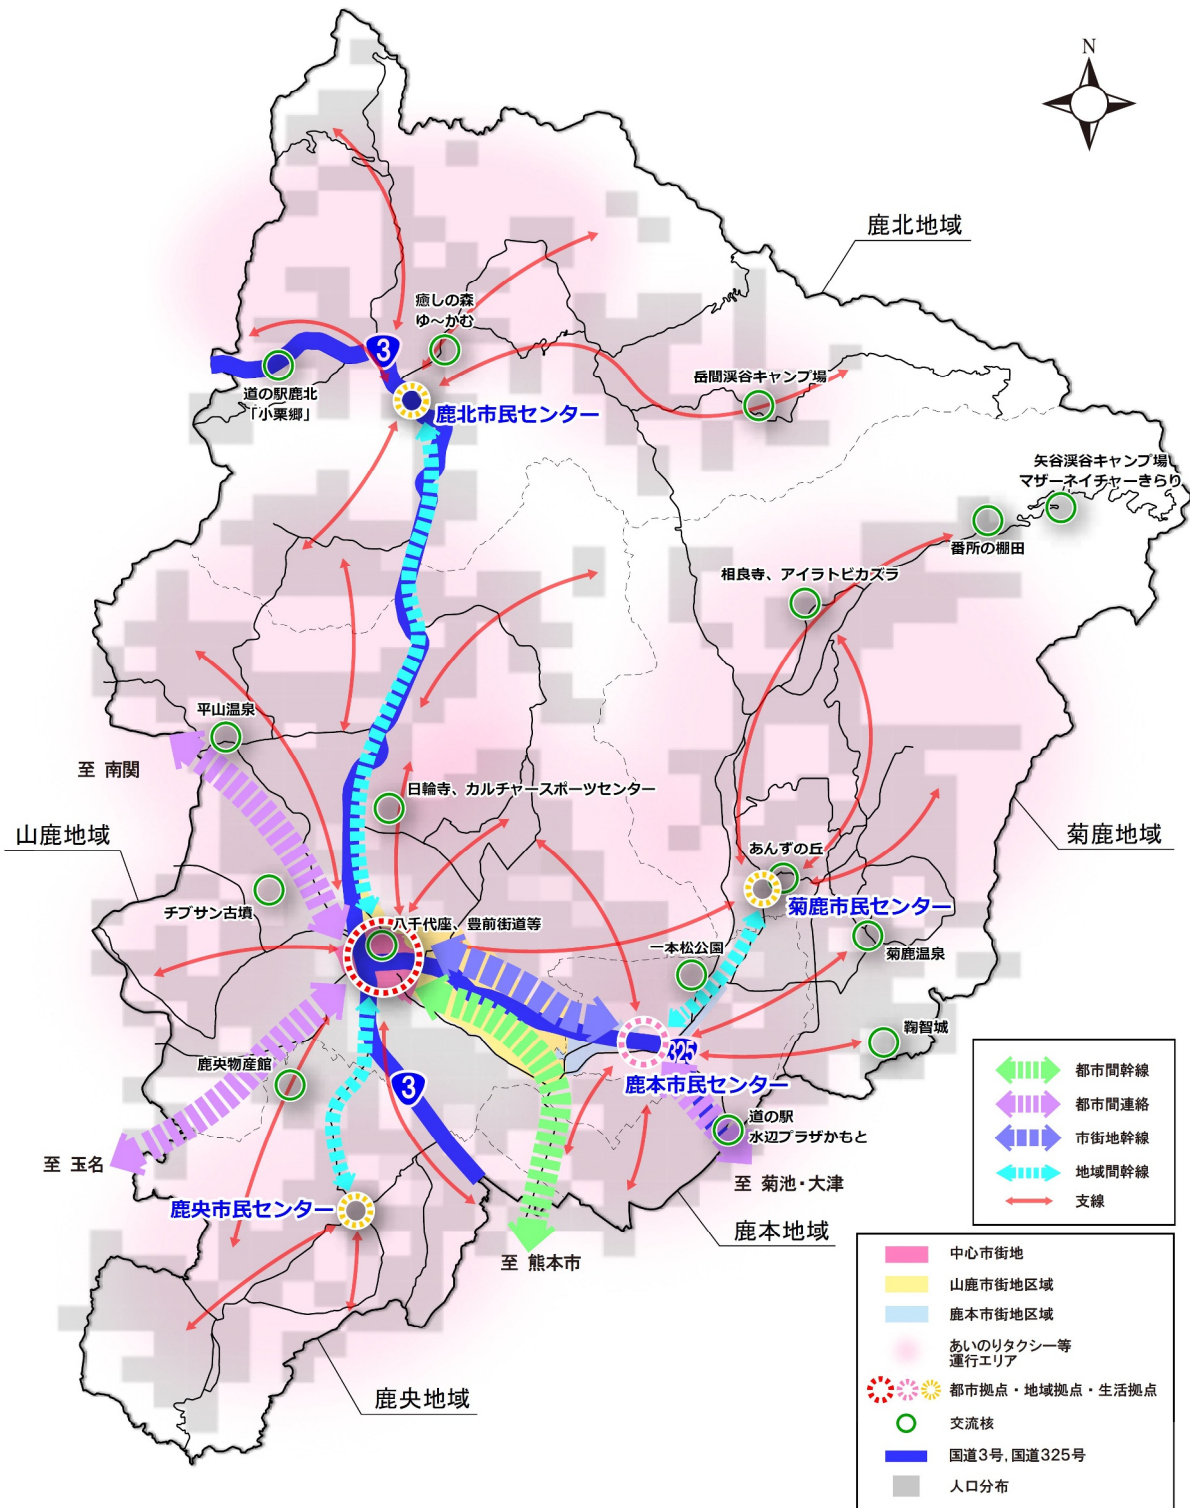 N
鹿北地域
癒しの森
ゆ～かむ
3
道の駅鹿北
「小栗郷」
鹿北市民センター
岳間渓谷キャンプ場
矢谷渓谷キャンプ場
マザーネイチャーきらり
番所の棚田
相良寺、アイラトビカズラ
平山温泉
至 南関
日輪寺、カルチャースポーツセンター
山鹿地域
菊鹿地域
あんずの丘
チブサン古墳
菊鹿市民センター
八千代座、豊前街道等
一本松公園
菊鹿温泉
鞠智城
325
鹿央物産館
3
鹿本市民センター
道の駅
水辺プラザかもと
至 玉名
至 菊池・大津
鹿央市民センター
鹿本地域
至 熊本市
鹿央地域
都市間幹線
都市間連絡
市街地幹線
地域間幹線
支線
中心市街地
山鹿市街地区域
鹿本市街地区域
あいのりタクシー等
運行エリア
都市拠点・地域拠点・生活拠点
交流核
国道3号,国道325号
人口分布